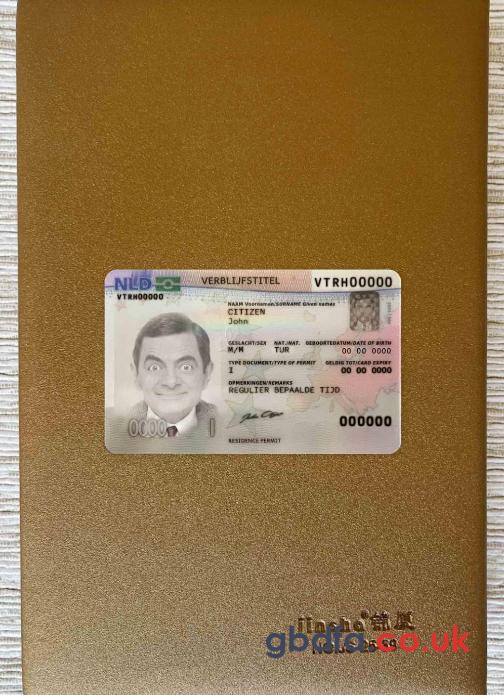 NLD VERBLIJFSTITEL VTRH00000
VTRH00000
NAAM Voornamen/SURNAME Given names
CITIZEN
John
GESLACHT/SEX NAT./NAT. GEBOORTEDATUM/DATE OF BIRTH
M/M TUR 00 00 0000
TYPE DOCUMENT/TYPE OF PERMIT GELDIG TOT/CARD EXPIRY
I 00 00 0000
OPMERKINGEN/REMARKS
REGULIER BEPAALDE TIJD
0000
000000
RESIDENCE PERMIT
gbdfa.co.uk